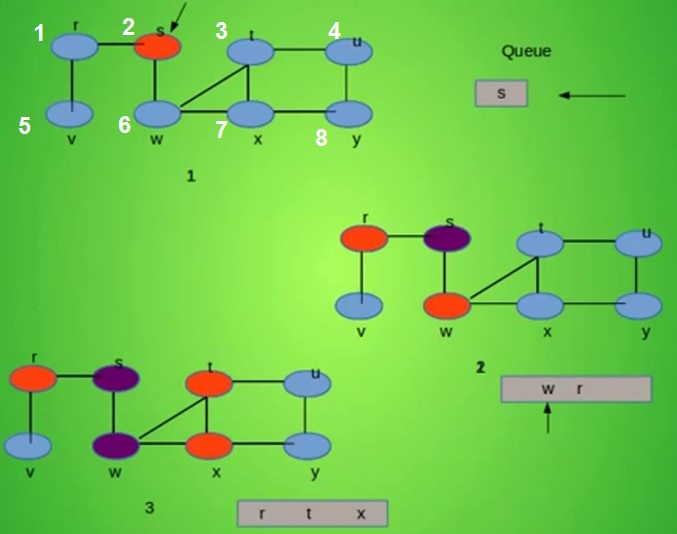 r s t u
1 2 3 4
Queue
s
5 6 7 8
v w x y
1
r s t u
v w x y
2
w r
r s t u
v w x y
3
r t x